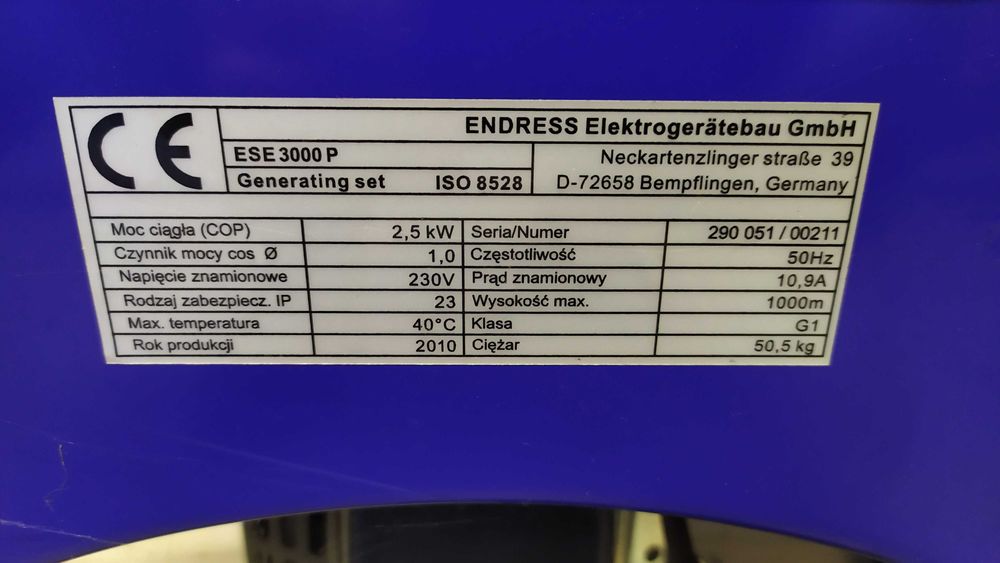 CE
ENDRESS Elektrogerätebau GmbH
ESE 3000 P
Neckartenzlinger straße 39
Generating set ISO 8528
D-72658 Bempflingen, Germany
Moc ciągła (COP) 2,5 kW Seria/Numer 290 051 / 00211
Czynnik mocy cos Ø 1,0 Częstotliwość 50Hz
Napięcie znamionowe 230V Prąd znamionowy 10,9A
Rodzaj zabezpiecz. IP 23 Wysokość max. 1000m
Max. temperatura 40°C Klasa G1
Rok produkcji 2010 Ciężar 50,5 kg